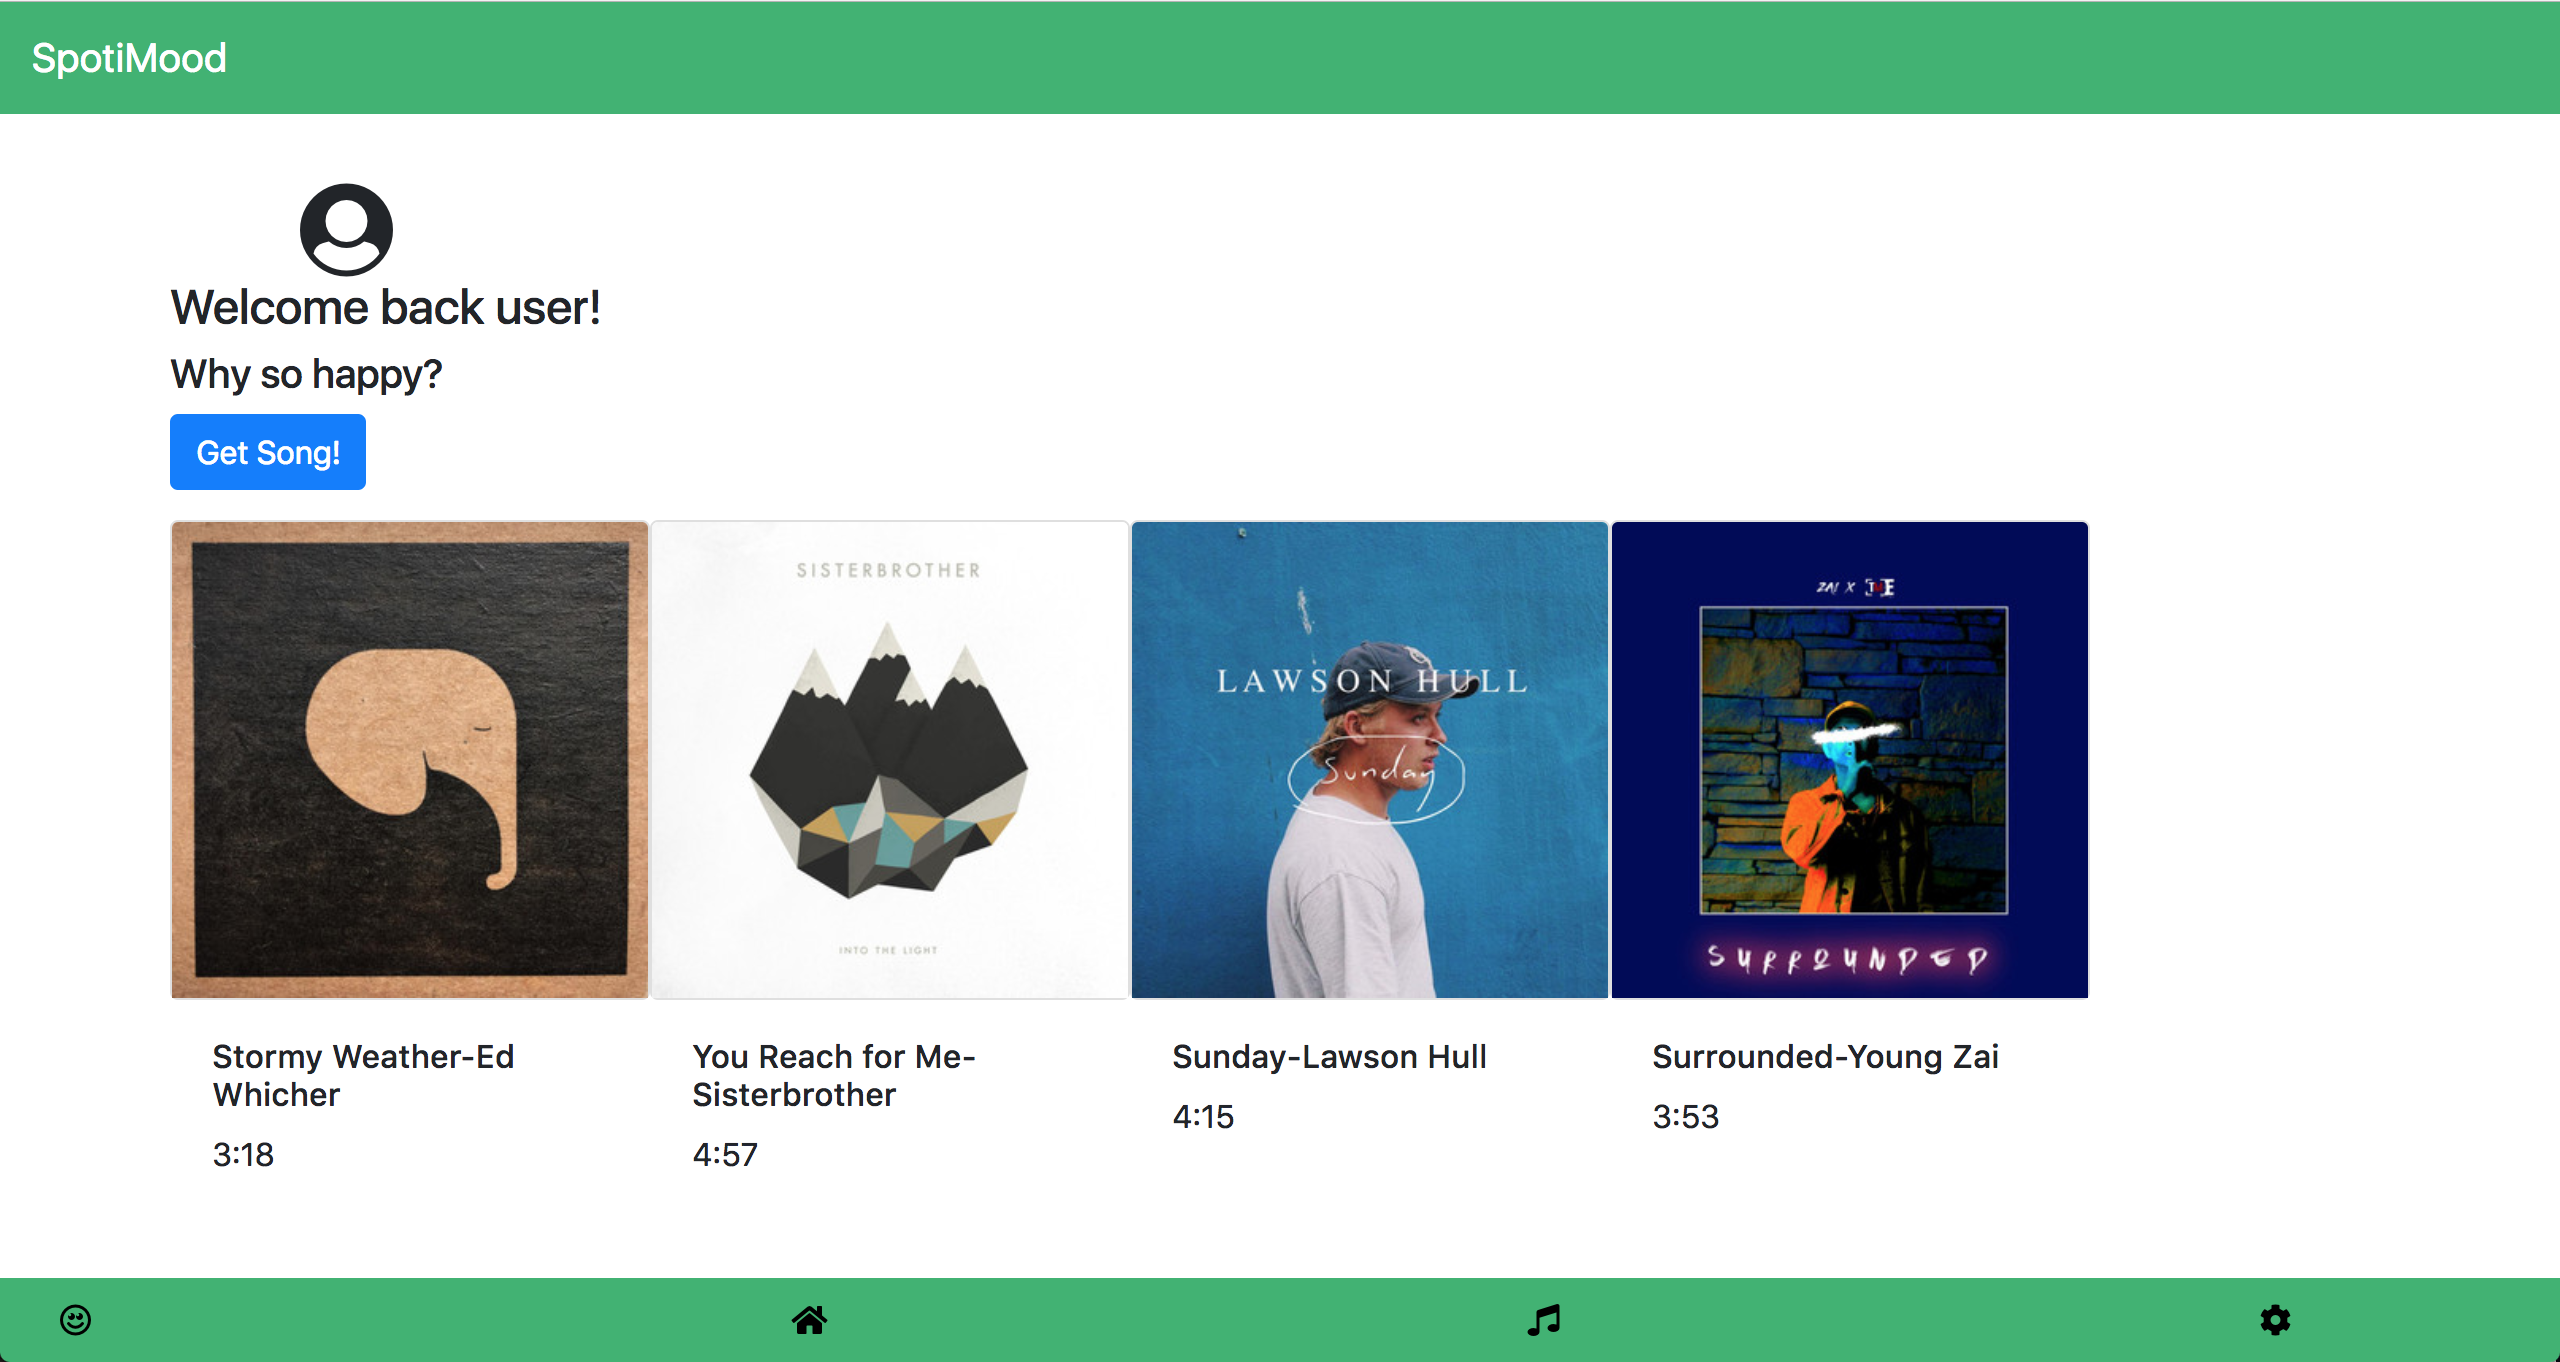 SpotiMood
Welcome back user!
Why so happy?
Get Song!
SISTERBROTHER
INTO THE LIGHT
LAWSON HULL
Sunday
ZAI X TME
SURROUNDED
Stormy Weather-Ed
Whicher
3:18
You Reach for Me-
Sisterbrother
4:57
Sunday-Lawson Hull
4:15
Surrounded-Young Zai
3:53